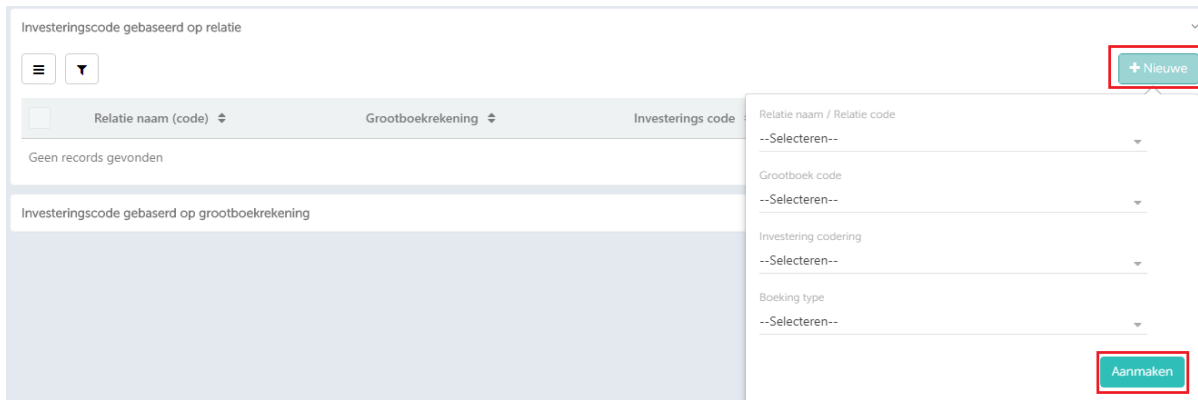 Investeringscode gebaseerd op relatie
+ Nieuwe
Relatie naam (code)
Grootboekrekening
Investerings code
Geen records gevonden
Investeringscode gebaserd op grootboekrekening
Relatie naam / Relatie code
--Selecteren--
Grootboek code
--Selecteren--
Investering codering
--Selecteren--
Boeking type
--Selecteren--
Aanmaken